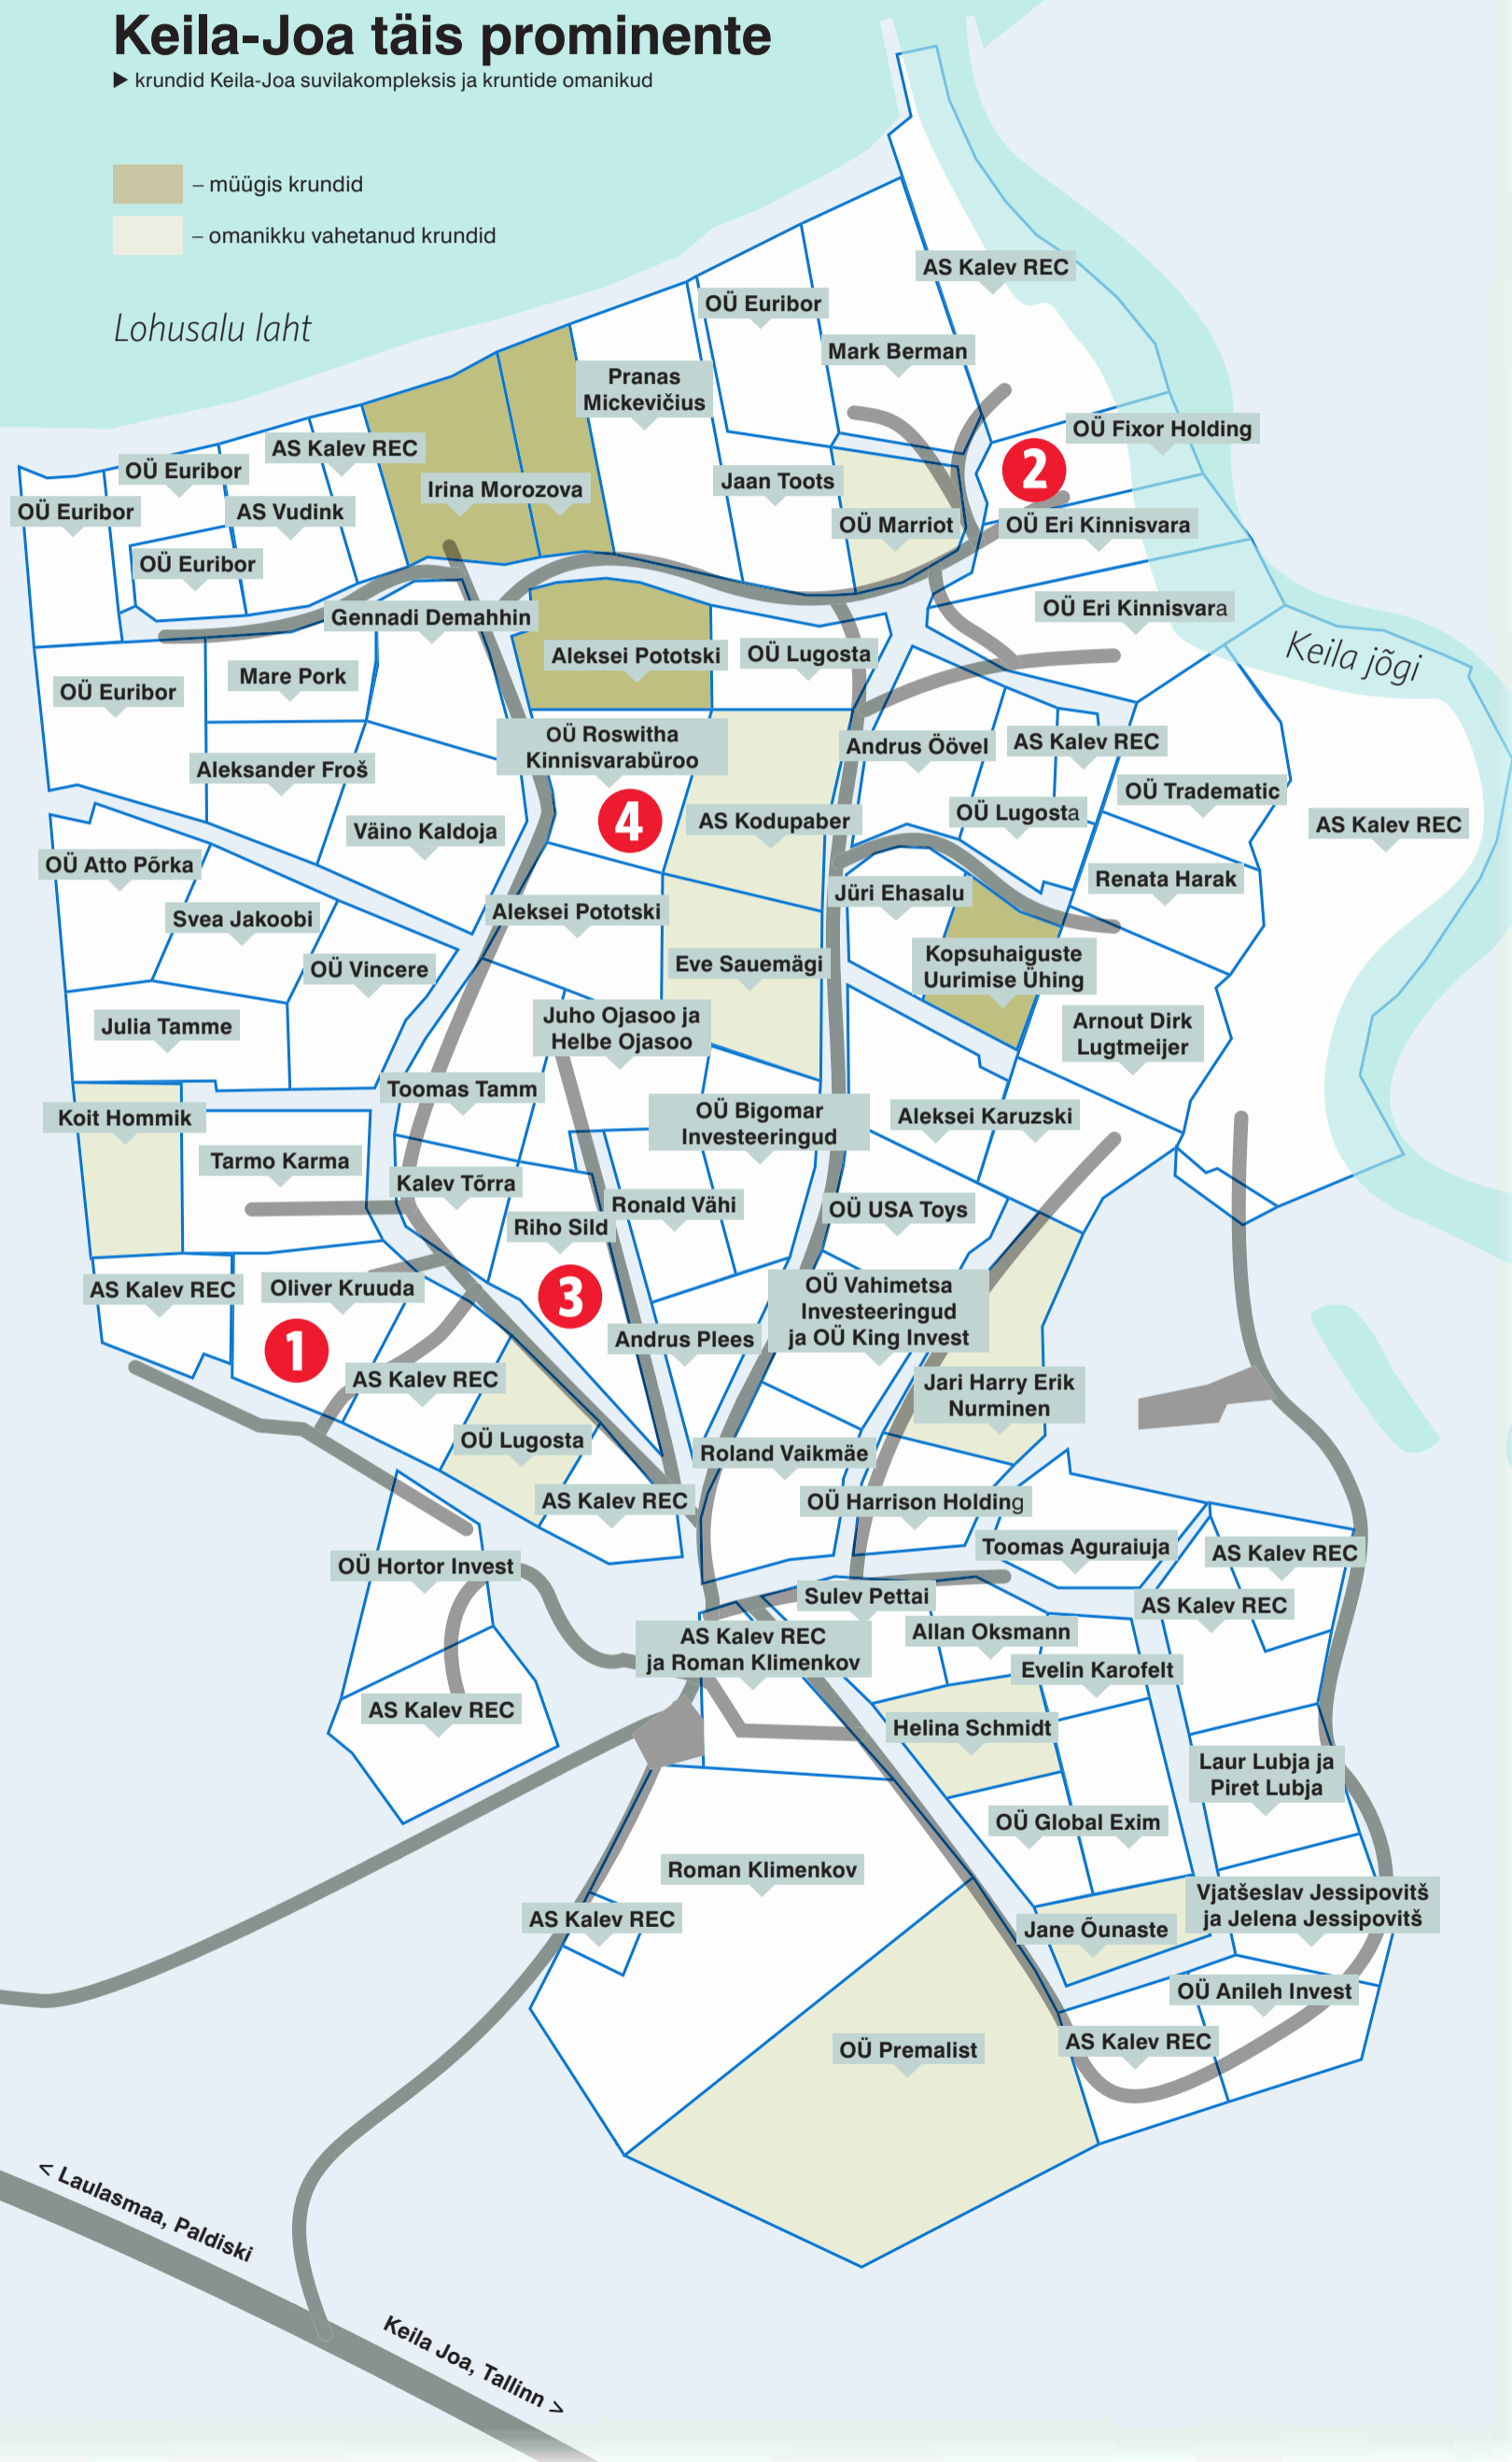 Keila-Joa täis prominente
▶ krundid Keila-Joa suvilakompleksis ja kruntide omanikud
– müügis krundid
– omanikku vahetanud krundid
Lohusalu laht
AS Kalev REC
OÜ Euribor
Mark Berman
Pranas
Mickevičius
OÜ Fixor Holding
AS Kalev REC
OÜ Euribor
2
Jaan Toots
Irina Morozova
OÜ Euribor
AS Vudink
OÜ Marriot
OÜ Eri Kinnisvara
OÜ Euribor
OÜ Eri Kinnisvara
Gennadi Demahhin
Keila jõgi
Aleksei Pototski
OÜ Lugosta
Mare Pork
OÜ Euribor
OÜ Roswitha
Kinnisvarabüroo
Andrus Öövel
AS Kalev REC
Aleksander Froš
OÜ Tradematic
OÜ Lugosta
4
AS Kodupaber
AS Kalev REC
Väino Kaldoja
OÜ Atto Põrka
Renata Harak
Jüri Ehasalu
Aleksei Pototski
Svea Jakoobi
Kopsuhaiguste
Uurimise Ühing
Eve Sauemägi
OÜ Vincere
Juho Ojasoo ja
Helbe Ojasoo
Arnout Dirk
Lugtmeijer
Julia Tamme
Toomas Tamm
OÜ Bigomar
Investeeringud
Aleksei Karuzski
Koit Hommik
Tarmo Karma
Kalev Tõrra
Ronald Vähi
OÜ USA Toys
Riho Sild
AS Kalev REC
Oliver Kruuda
3
OÜ Vahimetsa
Investeeringud
ja OÜ King Invest
1
Andrus Plees
AS Kalev REC
Jari Harry Erik
Nurminen
OÜ Lugosta
Roland Vaikmäe
AS Kalev REC
OÜ Harrison Holding
Toomas Aguraiuja
AS Kalev REC
OÜ Hortor Invest
Sulev Pettai
AS Kalev REC
Allan Oksmann
AS Kalev REC
ja Roman Klimenkov
Evelin Karofelt
AS Kalev REC
Helina Schmidt
Laur Lubja ja
Piret Lubja
OÜ Global Exim
Roman Klimenkov
Vjatšeslav Jessipovitš
ja Jelena Jessipovitš
AS Kalev REC
Jane Õunaste
OÜ Anileh Invest
AS Kalev REC
OÜ Premalist
< Laulasmaa, Paldiski
Keila Joa, Tallinn >